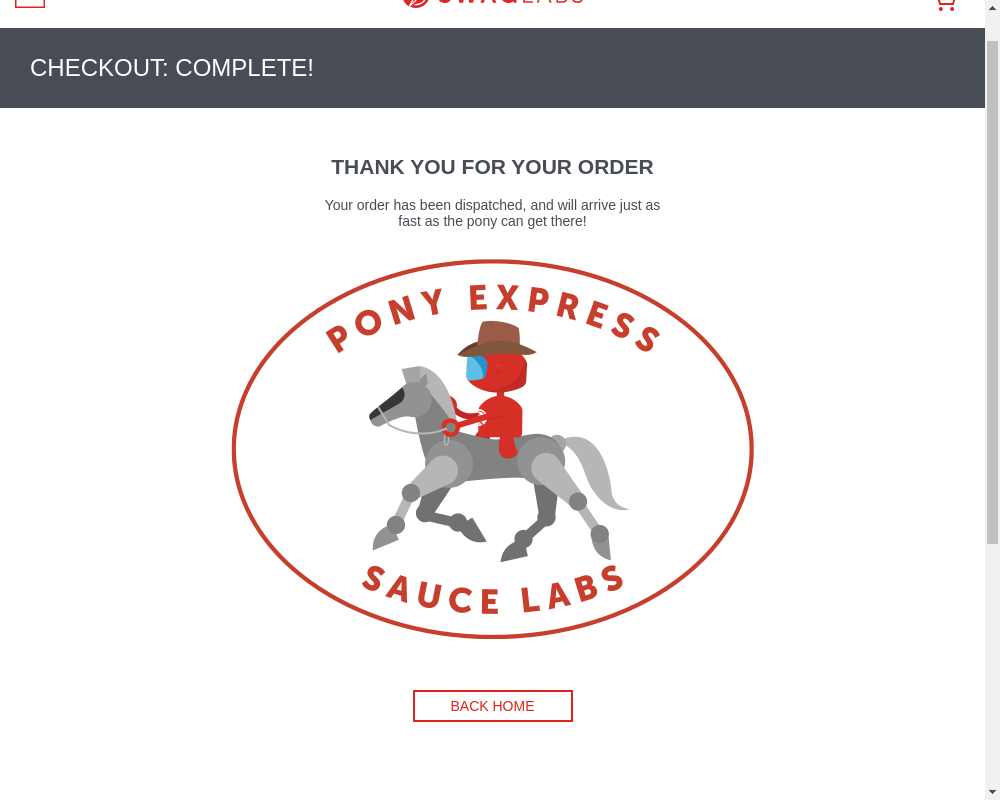 SWAGLABS
CHECKOUT: COMPLETE!
THANK YOU FOR YOUR ORDER
Your order has been dispatched, and will arrive just as
fast as the pony can get there!
PONY EXPRESS
SAUCE LABS
BACK HOME